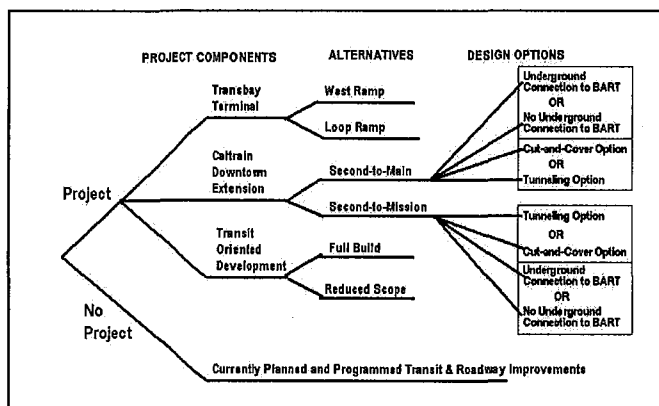 PROJECT COMPONENTS
ALTERNATIVES
DESIGN OPTIONS
Transbay
Terminal
West Ramp
Loop Ramp
Underground
Connection to BART
OR
No Underground
Connection to BART
Cut-and-Cover Option
OR
Tunneling Option
Project
Caltrain
Downtown
Extension
Second-to-Main
Second-to-Mission
Tunneling Option
OR
Cut-and-Cover Option
Underground
Connection to BART
OR
No Underground
Connection to BART
Transit
Oriented
Development
Full Build
Reduced Scope
No
Project
Currently Planned and Programmed Transit & Roadway Improvements